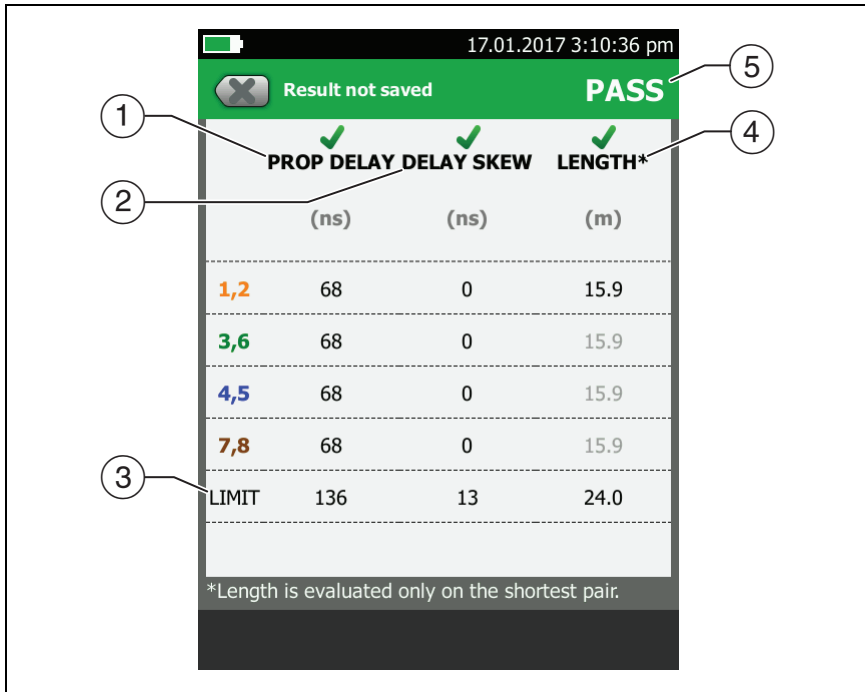 17.01.2017 3:10:36 pm
Result not saved PASS
5
1
4
PROP DELAY DELAY SKEW LENGTH*
2
(ns) (ns) (m)
1,2 68 0 15.9
3,6 68 0 15.9
4,5 68 0 15.9
7,8 68 0 15.9
3
LIMIT 136 13 24.0
*Length is evaluated only on the shortest pair.